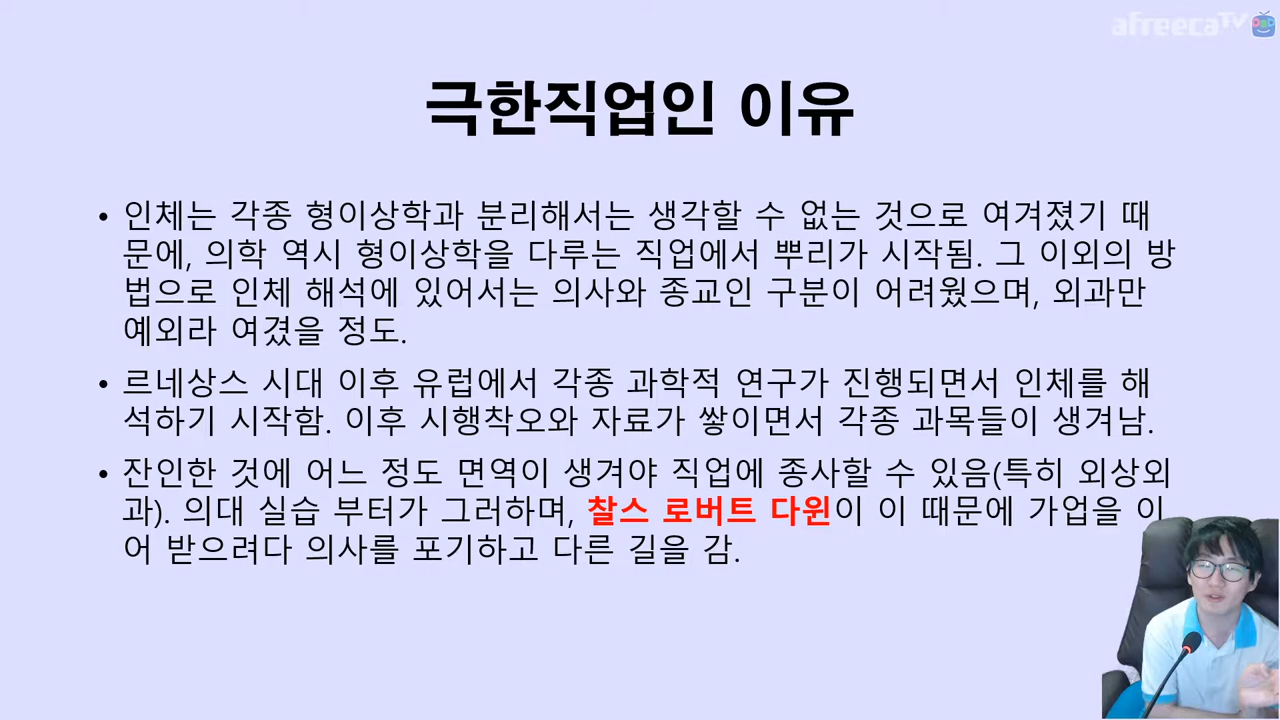 afreecaTV
극한직업인 이유
• 인체는 각종 형이상학과 분리해서는 생각할 수 없는 것으로 여겨졌기 때
문에, 의학 역시 형이상학을 다루는 직업에서 뿌리가 시작됨. 그 이외의 방
법으로 인체 해석에 있어서는 의사와 종교인 구분이 어려웠으며, 외과만
예외라 여겼을 정도.
• 르네상스 시대 이후 유럽에서 각종 과학적 연구가 진행되면서 인체를 해
석하기 시작함. 이후 시행착오와 자료가 쌓이면서 각종 과목들이 생겨남.
• 잔인한 것에 어느 정도 면역이 생겨야 직업에 종사할 수 있음(특히 외상외
과). 의대 실습 부터가 그러하며, 찰스 로버트 다윈이 이 때문에 가업을 이
어 받으려다 의사를 포기하고 다른 길을 감.